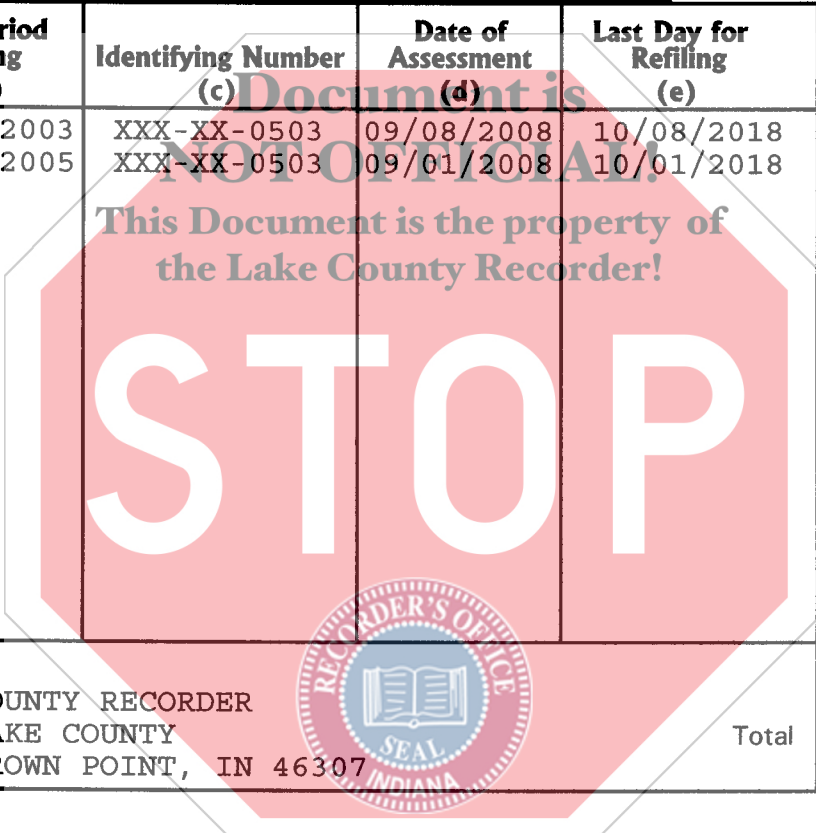 riod Date of Last Day for
g Identifying Number Assessment Refiling
) (c) (d) (e)
2003 XXX-XX-0503 09/08/2008 10/08/2018
2005 XXX-XX-0503 09/01/2008 10/01/2018
Document is
NOT OFFICIAL!
This Document is the property of
the Lake County Recorder!
STOP
RECORDER'S OFFICE
SEAL
INDIANA
OUNTY RECORDER
AKE COUNTY Total
OWN POINT, IN 46307